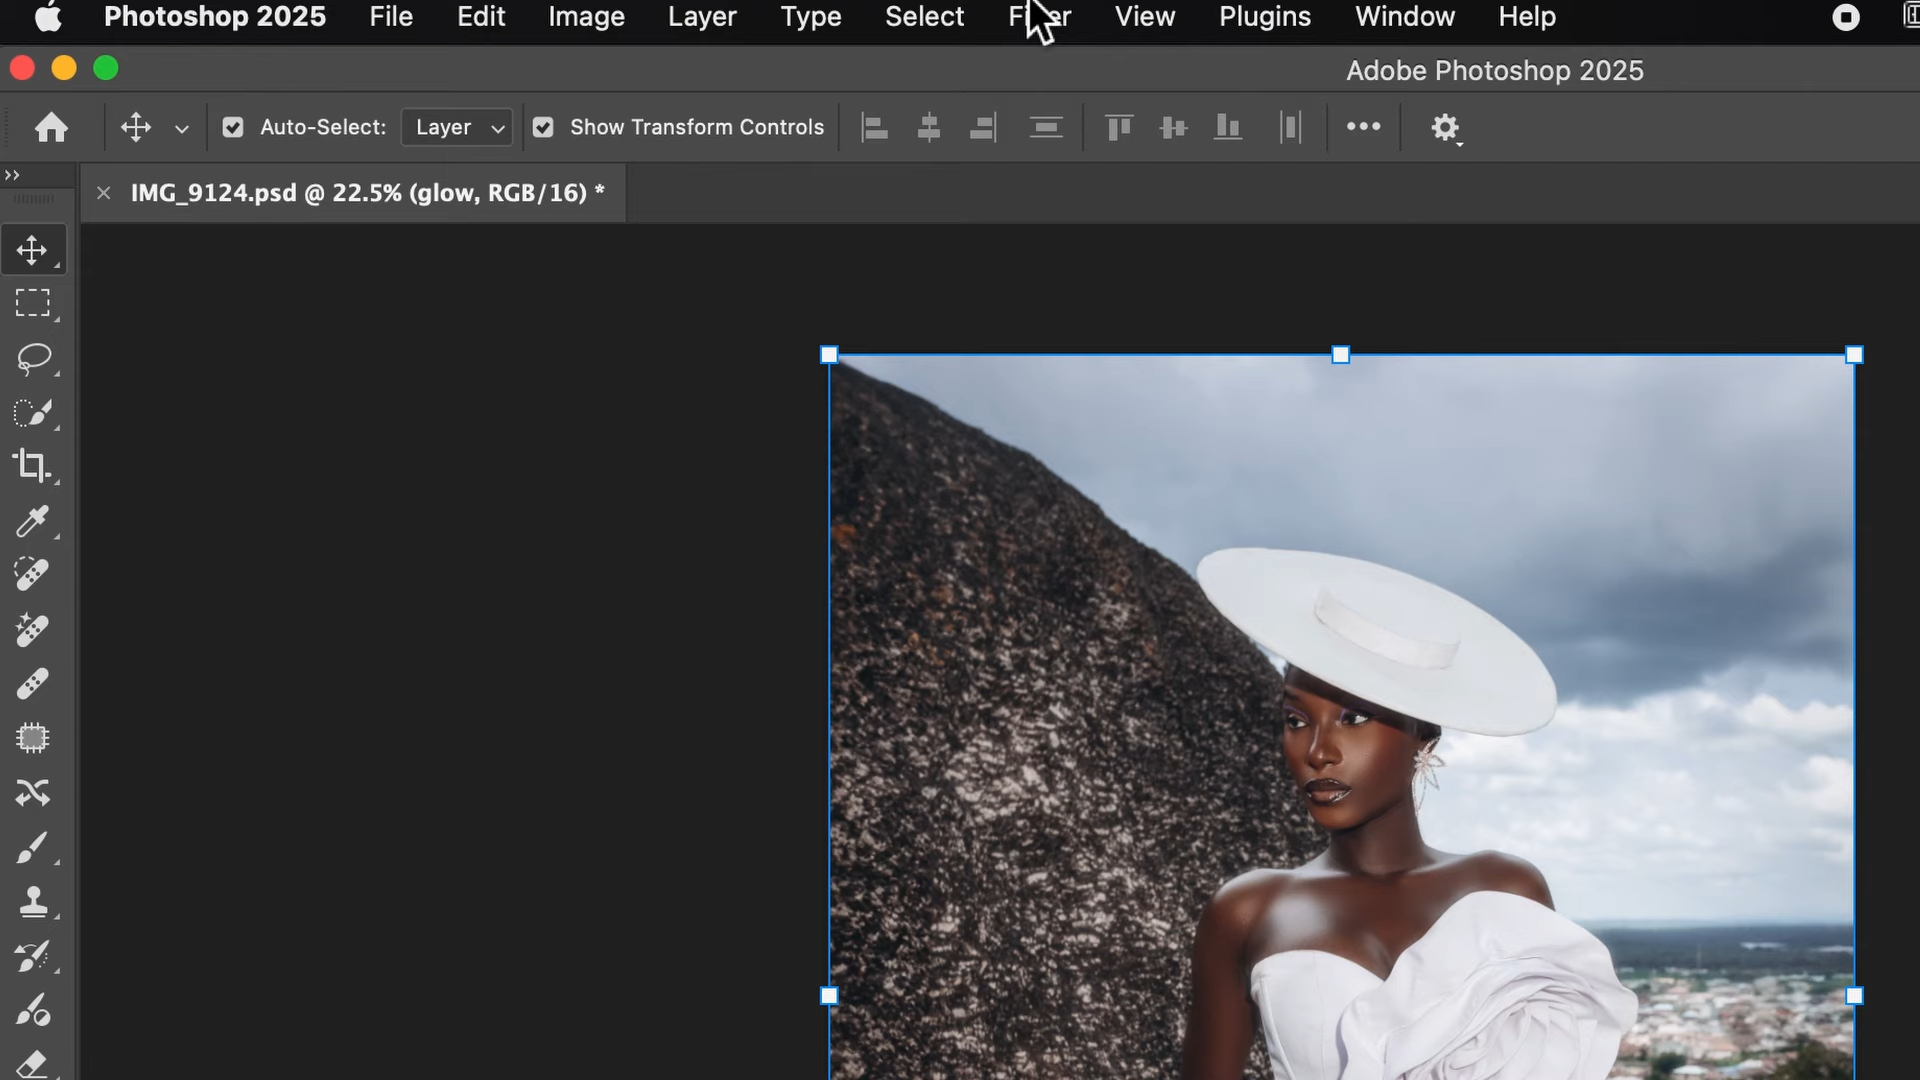 Photoshop 2025 File Edit Image Layer Type Select Filter View Plugins Window Help
Adobe Photoshop 2025
Auto-Select: Layer Show Transform Controls
IMG_9124.psd @ 22.5% (glow, RGB/16) *